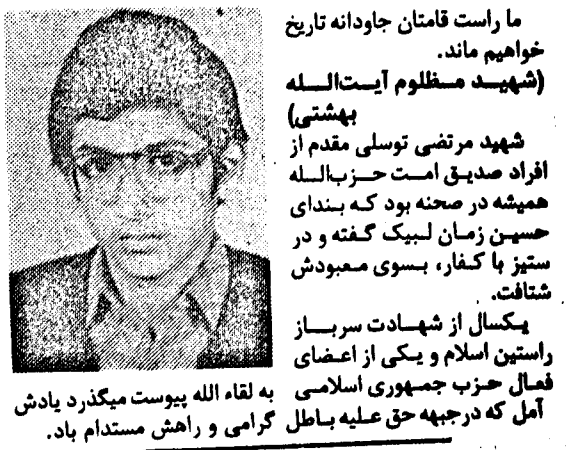 ما راست قامتان جاودانه تاریخ
خواهیم ماند.
(شهید مظلوم آیت‌الله
بهشتی)
شهید مرتضی توسلی مقدم از
افراد صدیق امت حزب‌الله
همیشه در صحنه بود که بندای
حسین زمان لبیک گفته و در
ستیز با کفار، بسوی معبودش
شتافت.
یکسال از شهادت سرباز
راستین اسلام و یکی از اعضای
فعال حزب جمهوری اسلامی
آمل که درجبهه حق علیه باطل
به لقاء الله پیوست میگذرد یادش
گرامی و راهش مستدام باد.